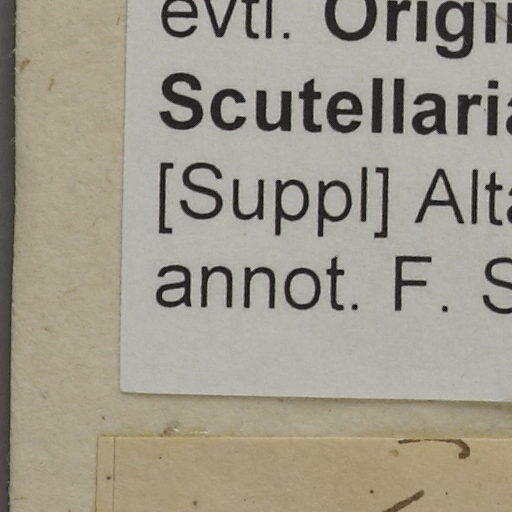 evtl. Origi
Scutellaria
[Suppl] Alta
annot. F. S